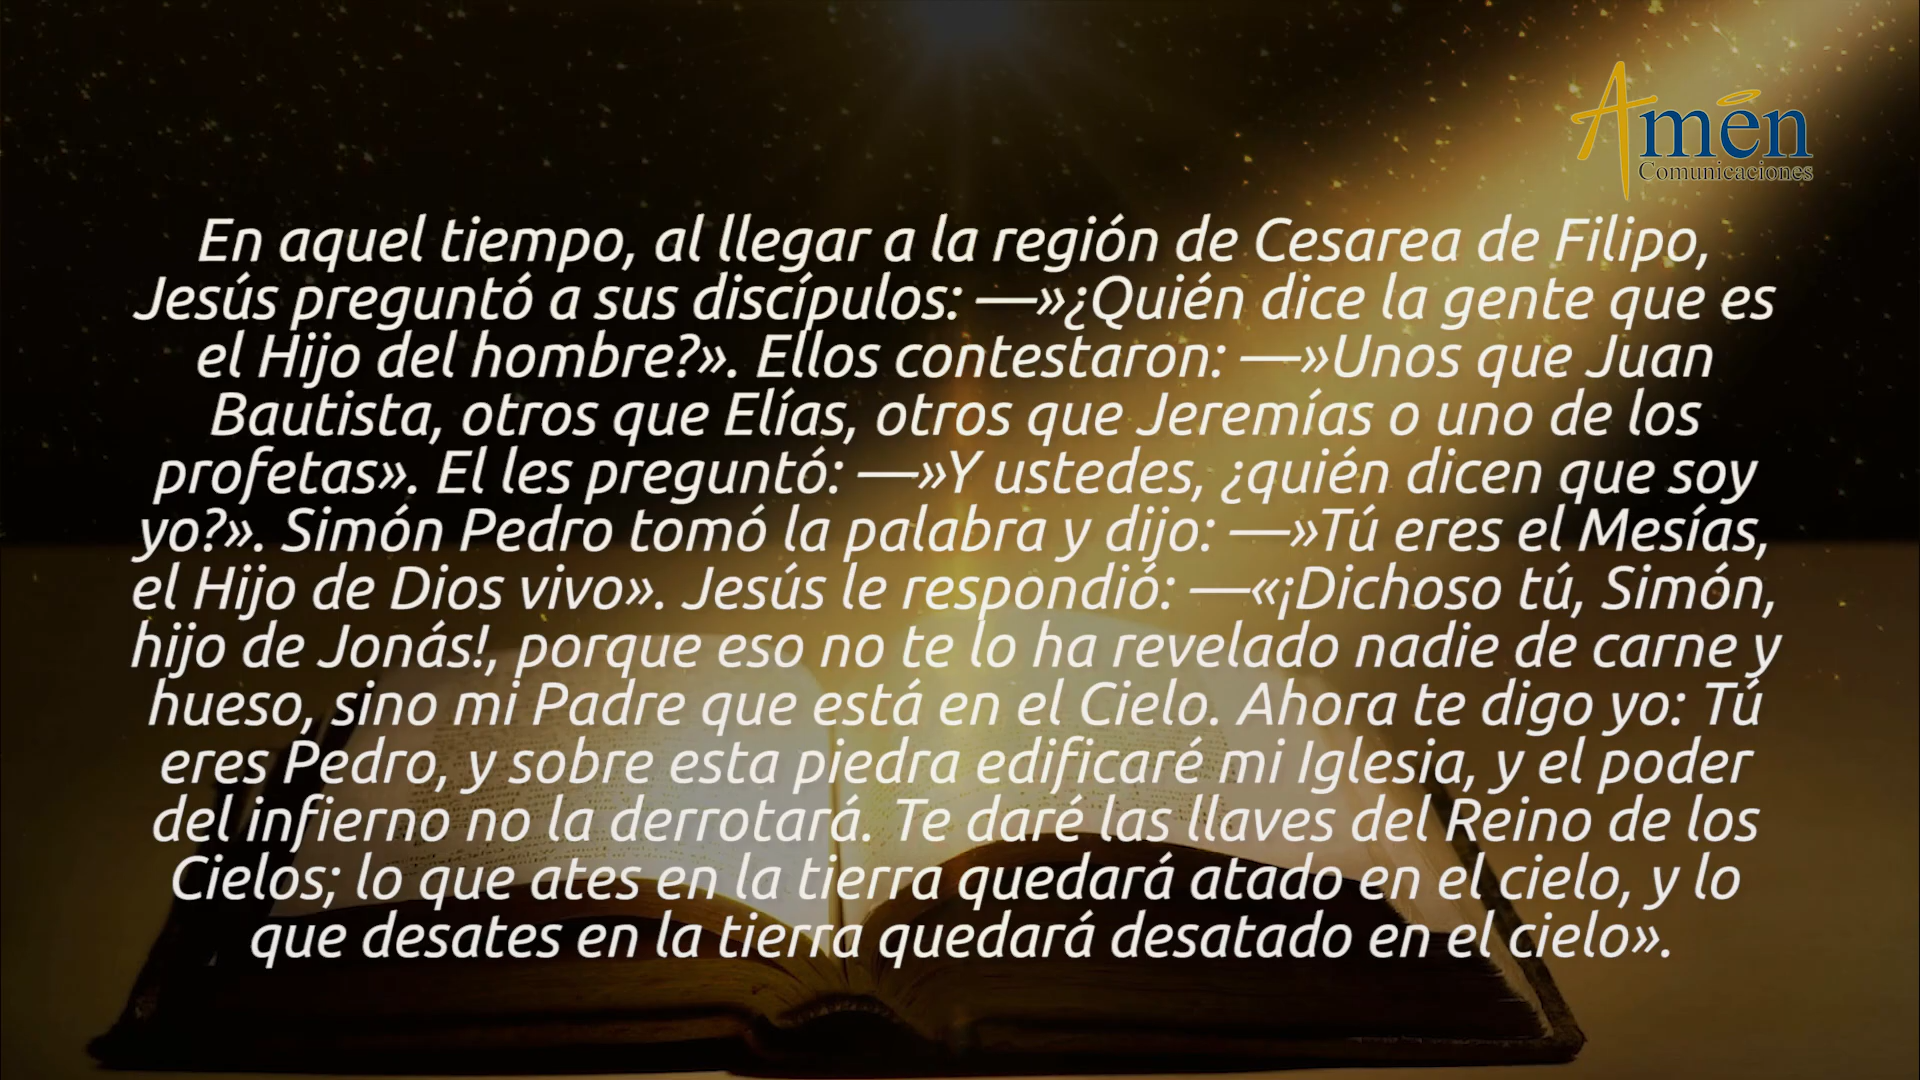 Amén
Comunicaciones
En aquel tiempo, al llegar a la región de Cesarea de Filipo,
Jesús preguntó a sus discípulos: —»¿Quién dice la gente que es
el Hijo del hombre?». Ellos contestaron: —»Unos que Juan
Bautista, otros que Elías, otros que Jeremías o uno de los
profetas». El les preguntó: —»Y ustedes, ¿quién dicen que soy
yo?». Simón Pedro tomó la palabra y dijo: —»Tú eres el Mesías,
el Hijo de Dios vivo». Jesús le respondió: —«¡Dichoso tú, Simón,
hijo de Jonás!, porque eso no te lo ha revelado nadie de carne y
hueso, sino mi Padre que está en el Cielo. Ahora te digo yo: Tú
eres Pedro, y sobre esta piedra edificaré mi Iglesia, y el poder
del infierno no la derrotará. Te daré las llaves del Reino de los
Cielos; lo que ates en la tierra quedará atado en el cielo, y lo
que desates en la tierra quedará desatado en el cielo».